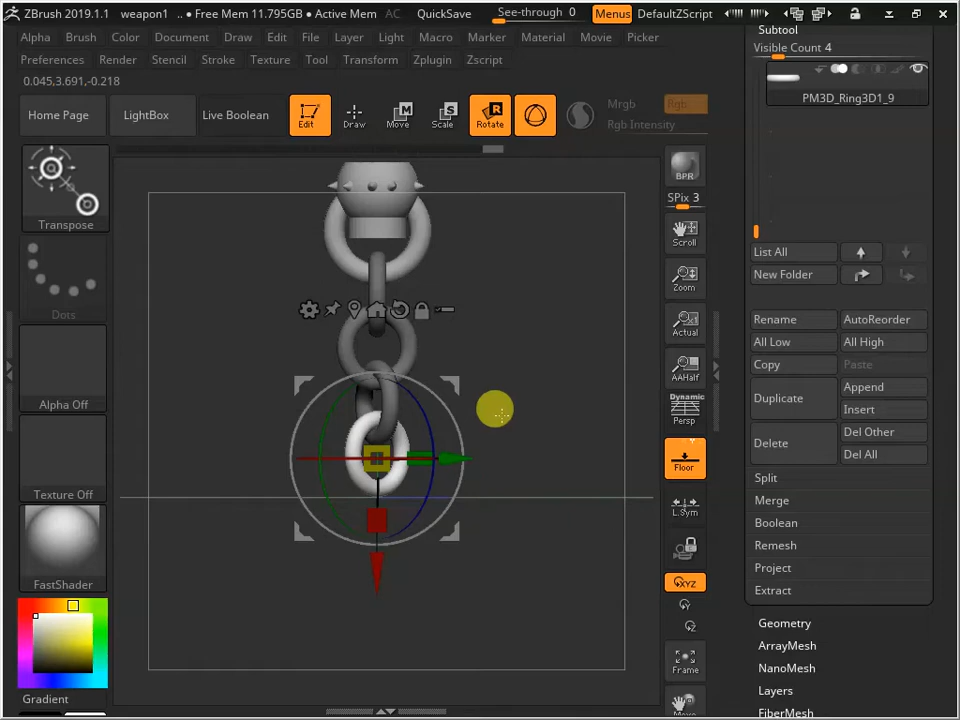 ZBrush 2019.1.1 weapon1 .. • Free Mem 11.795GB • Active Mem AC QuickSave See-through 0 Menus DefaultZScript
Alpha Brush Color Document Draw Edit File Layer Light Macro Marker Material Movie Picker
Preferences Render Stencil Stroke Texture Tool Transform Zplugin Zscript
0.045,3.691,-0.218
Home Page LightBox Live Boolean Edit Draw Move Scale Rotate Mrgb Rgb
Rgb Intensity
Transpose
Dots
Alpha Off
Texture Off
FastShader
Gradient
BPR
SPix 3
Scroll
Zoom
Actual
AAHalf
Dynamic
Persp
Floor
L.Sym
XYZ
Frame
Move
Subtool
Visible Count 4
PM3D_Ring3D1_9
List All
New Folder
Rename AutoReorder
All Low All High
Copy Paste
Duplicate Append
Insert
Delete Del Other
Del All
Split
Merge
Boolean
Remesh
Project
Extract
Geometry
ArrayMesh
NanoMesh
Layers
FiberMesh